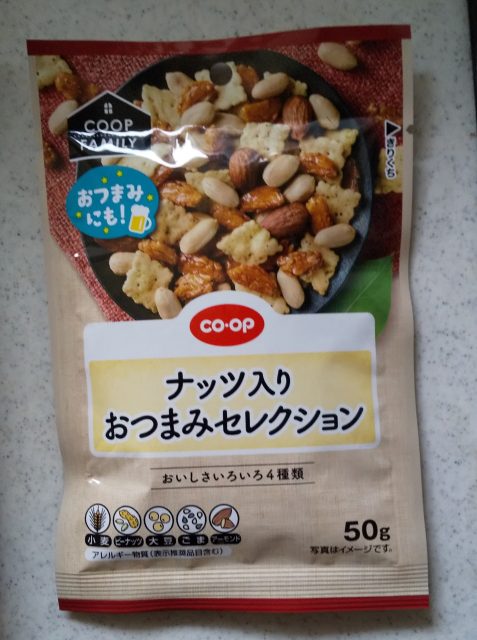 COOP
FAMILY
おつまみ
にも!
きりくち
CO·OP
ナッツ入り
おつまみセレクション
おいしさいろいろ4種類
小麦
ピーナッツ
大豆
ごま
アーモンド
アレルギー物質(表示推奨品目含む)
50g
写真はイメージです。